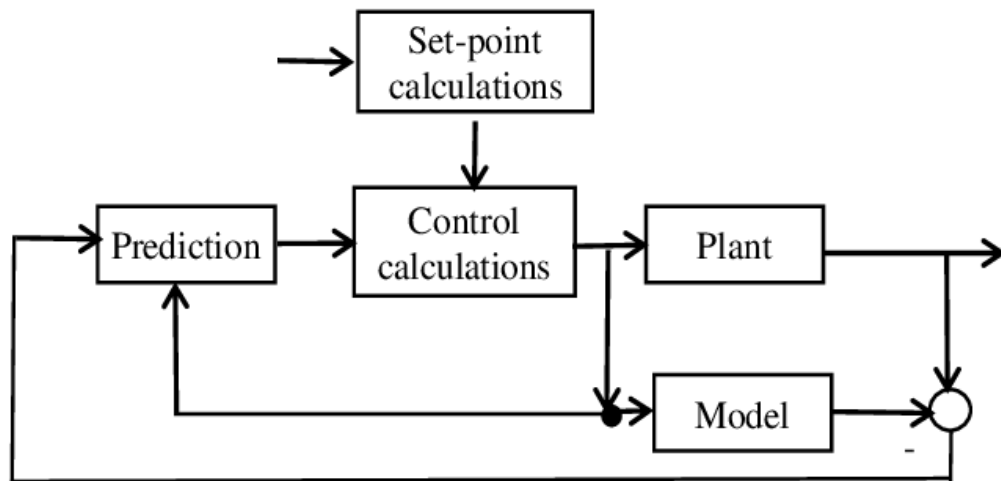 Set-point
calculations
Prediction
Control
calculations
Plant
Model
-